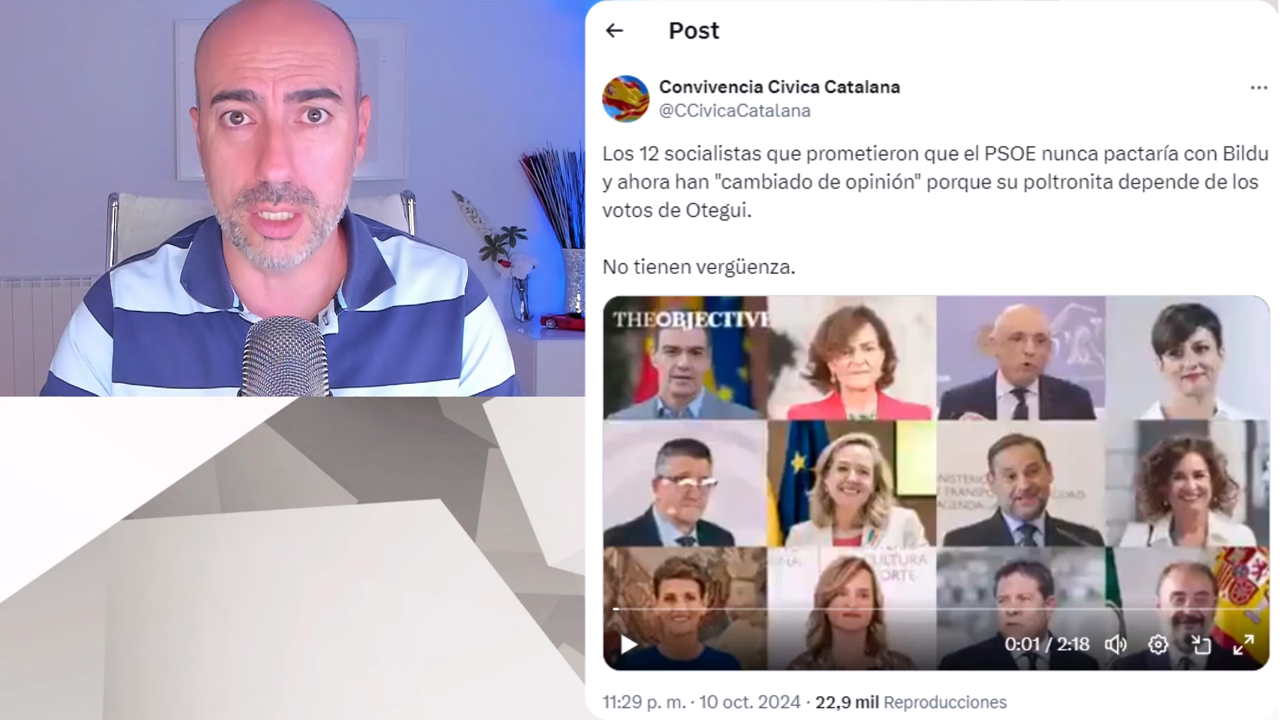 Post
Convivencia Civica Catalana
@CCivicaCatalana
Los 12 socialistas que prometieron que el PSOE nunca pactaría con Bildu
y ahora han "cambiado de opinión" porque su poltronita depende de los
votos de Otegui.
No tienen vergüenza.
THEOBJECTIVE
0:01 / 2:18
11:29 p. m. · 10 oct. 2024 · 22,9 mil Reproducciones